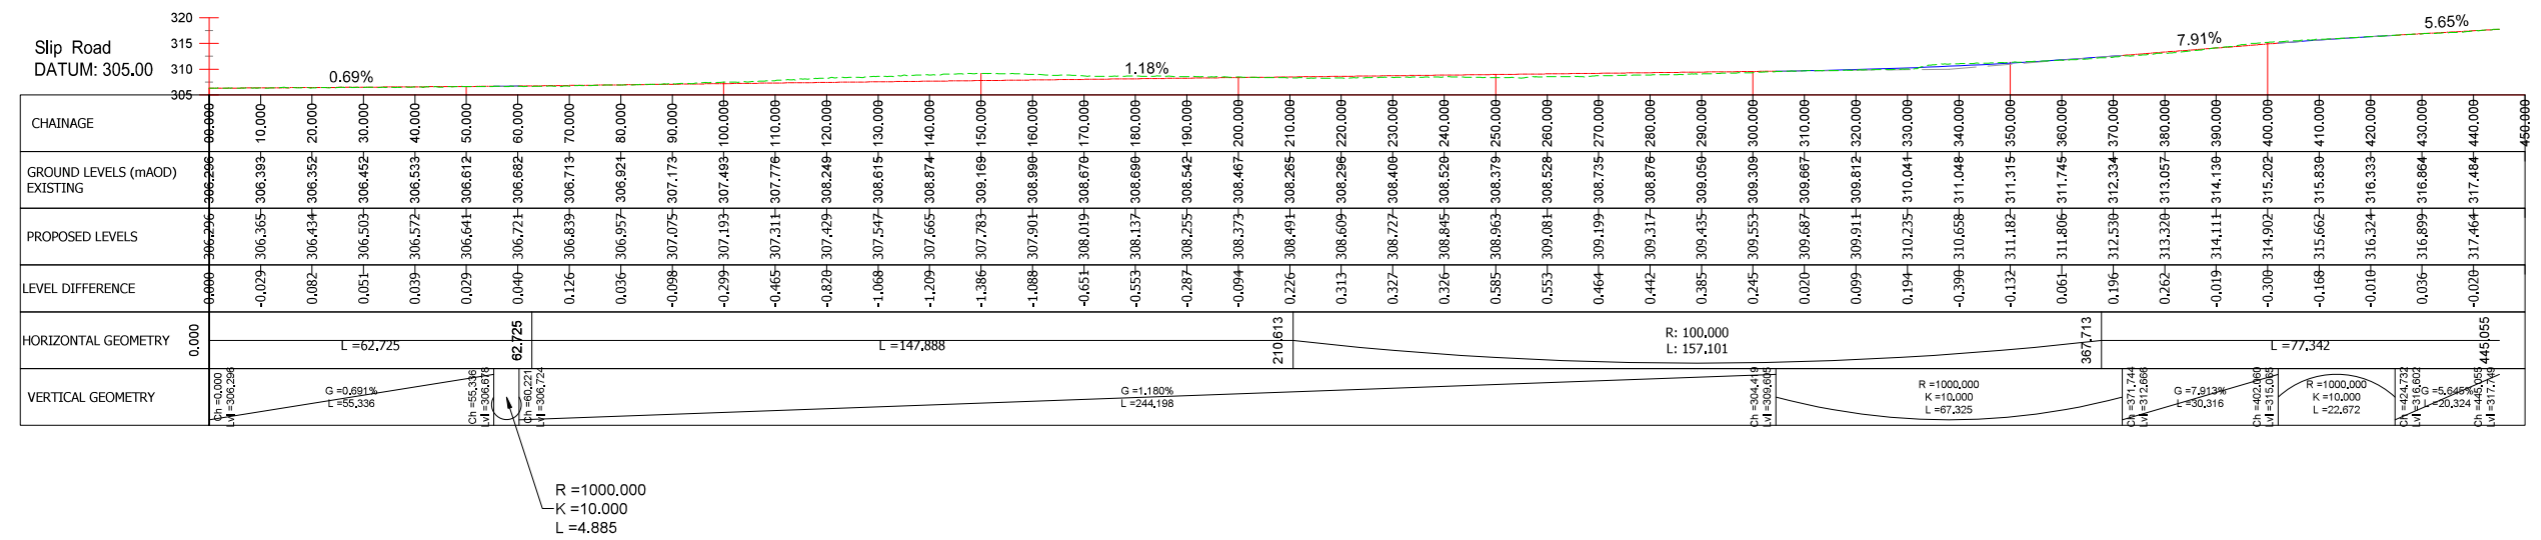 320
315
310
305
Slip Road
DATUM: 305.00
0.69%
1.18%
7.91%
5.65%
CHAINAGE
00.000 10.000 20.000 30.000 40.000 50.000 60.000 70.000 80.000 90.000 100.000 110.000 120.000 130.000 140.000 150.000 160.000 170.000 180.000 190.000 200.000 210.000 220.000 230.000 240.000 250.000 260.000 270.000 280.000 290.000 300.000 310.000 320.000 330.000 340.000 350.000 360.000 370.000 380.000 390.000 400.000 410.000 420.000 430.000 440.000 450.000
GROUND LEVELS (mAOD)
EXISTING
306.296 306.393 306.352 306.452 306.533 306.612 306.682 306.713 306.921 307.173 307.493 307.776 308.249 308.615 308.874 309.169 308.990 308.670 308.690 308.542 308.467 308.265 308.296 308.400 308.520 308.379 308.528 308.735 308.876 309.050 309.309 309.667 309.812 310.041 311.048 311.315 311.745 312.334 313.057 314.130 315.202 315.830 316.333 316.864 317.484
PROPOSED LEVELS
306.296 306.365 306.434 306.503 306.572 306.641 306.721 306.839 306.957 307.075 307.193 307.311 307.429 307.547 307.665 307.783 307.901 308.019 308.137 308.255 308.373 308.491 308.609 308.727 308.845 308.963 309.081 309.199 309.317 309.435 309.553 309.687 309.911 310.235 310.658 311.182 311.806 312.530 313.320 314.111 314.902 315.662 316.324 316.899 317.464
LEVEL DIFFERENCE
0.000 -0.029 0.082 0.051 0.039 0.029 0.040 0.126 0.036 -0.098 -0.299 -0.465 -0.820 -1.068 -1.209 -1.386 -1.088 -0.651 -0.553 -0.287 -0.094 0.226 0.313 0.327 0.326 0.585 0.553 0.464 0.442 0.385 0.245 0.020 0.099 0.194 -0.390 -0.132 0.061 0.196 0.262 -0.019 -0.300 -0.168 -0.010 0.036 -0.020
HORIZONTAL GEOMETRY
0.000
L =62.725
62.725
L =147.888
210.613
R: 100.000
L: 157.101
367.713
L =77.342
445.055
VERTICAL GEOMETRY
Ch =0.000
Lvl =306.296
G =0.691%
L =55.336
Ch =55.336
Lvl =306.678
Ch =60.221
Lvl =306.724
G =1.180%
L =244.198
Ch =304.419
Lvl =309.605
R =1000.000
K =10.000
L =67.325
Ch =371.744
Lvl =312.666
G =7.913%
L =30.316
Ch =402.060
Lvl =315.065
R =1000.000
K =10.000
L =22.672
Ch =424.732
Lvl =316.602
G =5.645%
L =20.324
Ch =445.055
Lvl =317.749
R =1000.000
K =10.000
L =4.885